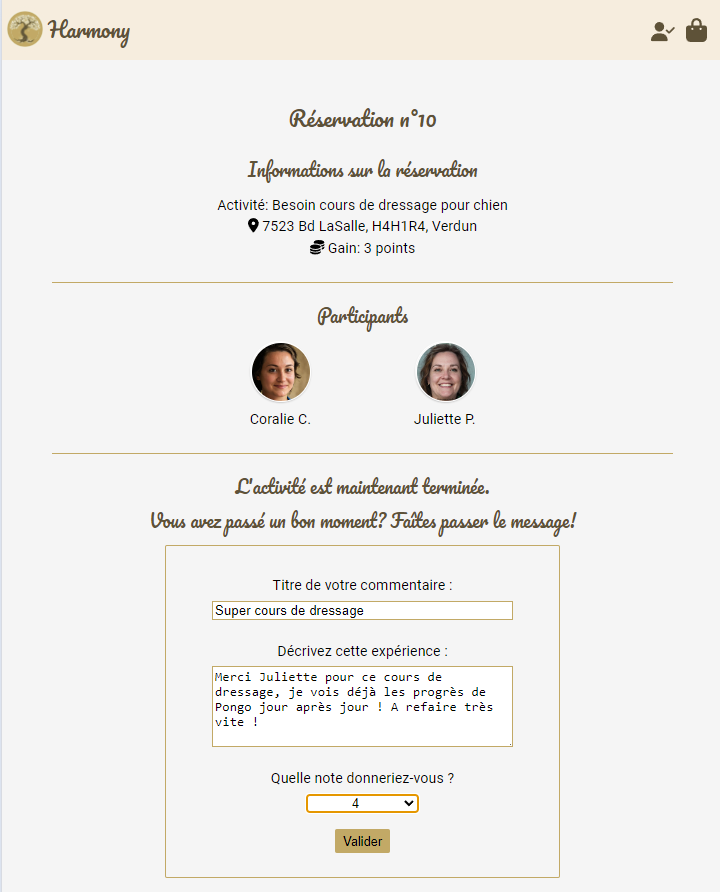 Harmony
Réservation n°10
Informations sur la réservation
Activité: Besoin cours de dressage pour chien
7523 Bd LaSalle, H4H1R4, Verdun
Gain: 3 points
Participants
Coralie C.
Juliette P.
L'activité est maintenant terminée.
Vous avez passé un bon moment? Faîtes passer le message!
Titre de votre commentaire :
Super cours de dressage
Décrivez cette expérience :
Merci Juliette pour ce cours de
dressage, je vois déjà les progrès de
Pongo jour après jour ! A refaire très
vite !
Quelle note donneriez-vous ?
4
Valider